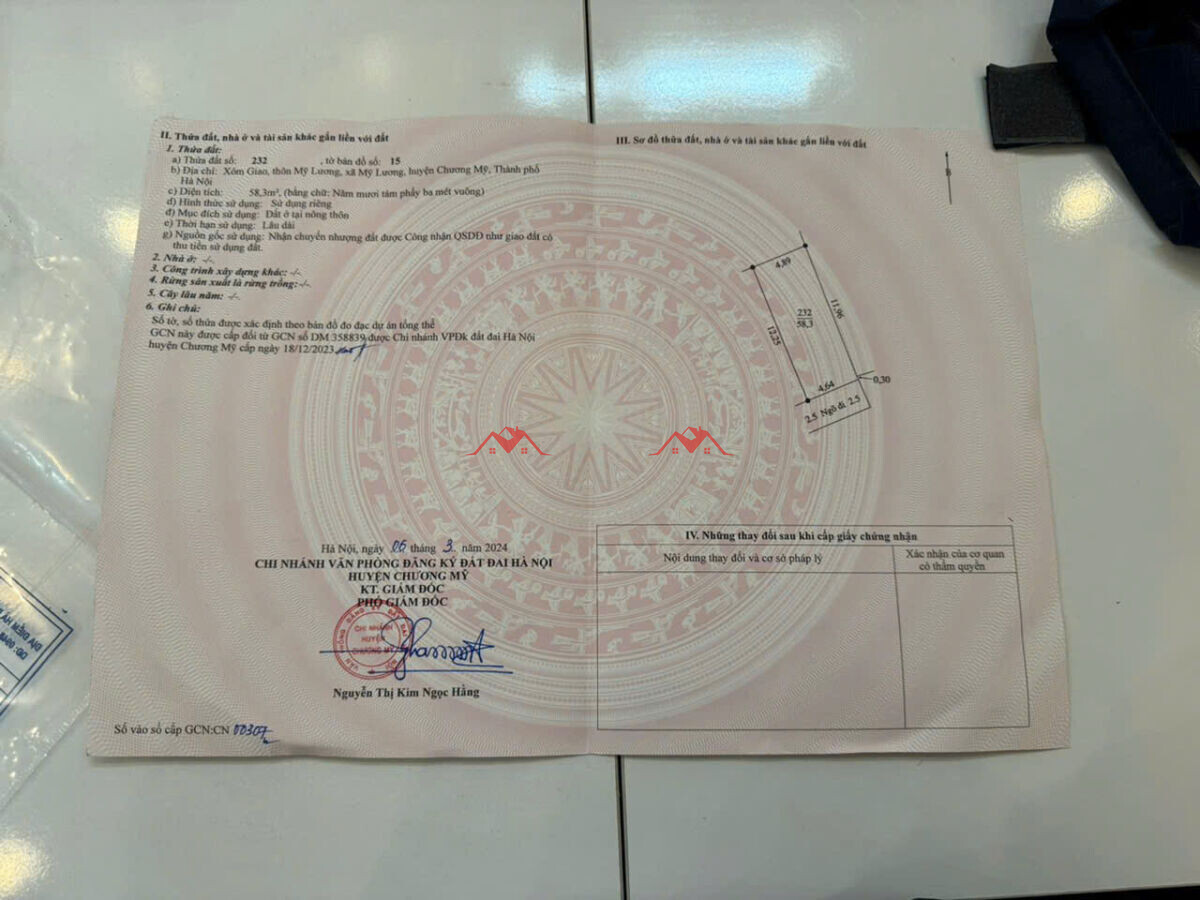 II. Thửa đất, nhà ở và tài sản khác gắn liền với đất
1. Thửa đất:
a) Thửa đất số: 232 , tờ bản đồ số: 15
b) Địa chỉ: Xóm Giao, thôn Mỹ Lương, xã Mỹ Lương, huyện Chương Mỹ, Thành phố
Hà Nội
c) Diện tích: 58,3m², (bằng chữ: Năm mươi tám phẩy ba mét vuông)
d) Hình thức sử dụng: Sử dụng riêng
đ) Mục đích sử dụng: Đất ở tại nông thôn
e) Thời hạn sử dụng: Lâu dài
g) Nguồn gốc sử dụng: Nhận chuyển nhượng đất được Công nhận QSDĐ như giao đất có
thu tiền sử dụng đất.
2. Nhà ở: -/-
3. Công trình xây dựng khác: -/-
4. Rừng sản xuất là rừng trồng: -/-
5. Cây lâu năm: -/-
6. Ghi chú:
Số tờ, số thửa được xác định theo bản đồ đo đạc dự án tổng thể
GCN này được cấp đổi từ GCN số DM 358839 được Chi nhánh VPĐk đất đai Hà Nội
huyện Chương Mỹ cấp ngày 18/12/2023
Hà Nội, ngày 06 tháng 3 năm 2024
CHI NHÁNH VĂN PHÒNG ĐĂNG KÝ ĐẤT ĐAI HÀ NỘI
HUYỆN CHƯƠNG MỸ
KT. GIÁM ĐỐC
PHÓ GIÁM ĐỐC
CHI NHÁNH
HUYỆN
CHƯƠNG MỸ
Nguyễn Thị Kim Ngọc Hằng
Số vào sổ cấp GCN:CN 00307
III. Sơ đồ thửa đất, nhà ở và tài sản khác gắn liền với đất
B
4,89
232
58,3
11,96
12,25
4,64
0,30
2.5 Ngõ đi 2.5
IV. Những thay đổi sau khi cấp giấy chứng nhận
Nội dung thay đổi và cơ sở pháp lý
Xác nhận của cơ quan
có thẩm quyền